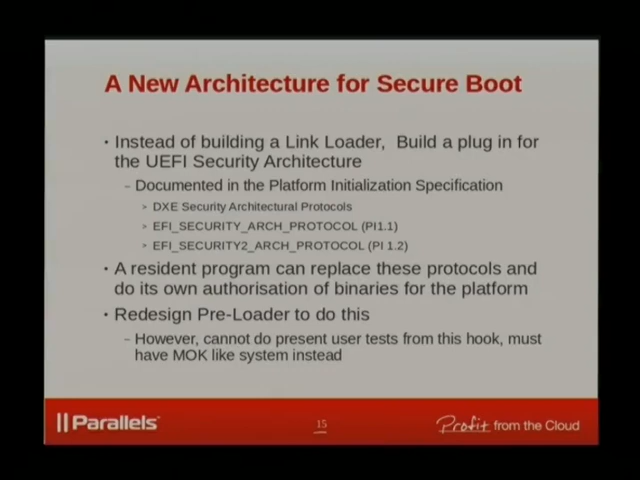 A New Architecture for Secure Boot
• Instead of building a Link Loader, Build a plug in for
the UEFI Security Architecture
– Documented in the Platform Initialization Specification
> DXE Security Architectural Protocols
> EFI_SECURITY_ARCH_PROTOCOL (PI1.1)
> EFI_SECURITY2_ARCH_PROTOCOL (PI 1.2)
• A resident program can replace these protocols and
do its own authorisation of binaries for the platform
• Redesign Pre-Loader to do this
– However, cannot do present user tests from this hook, must
have MOK like system instead
Parallels
15
Profit from the Cloud